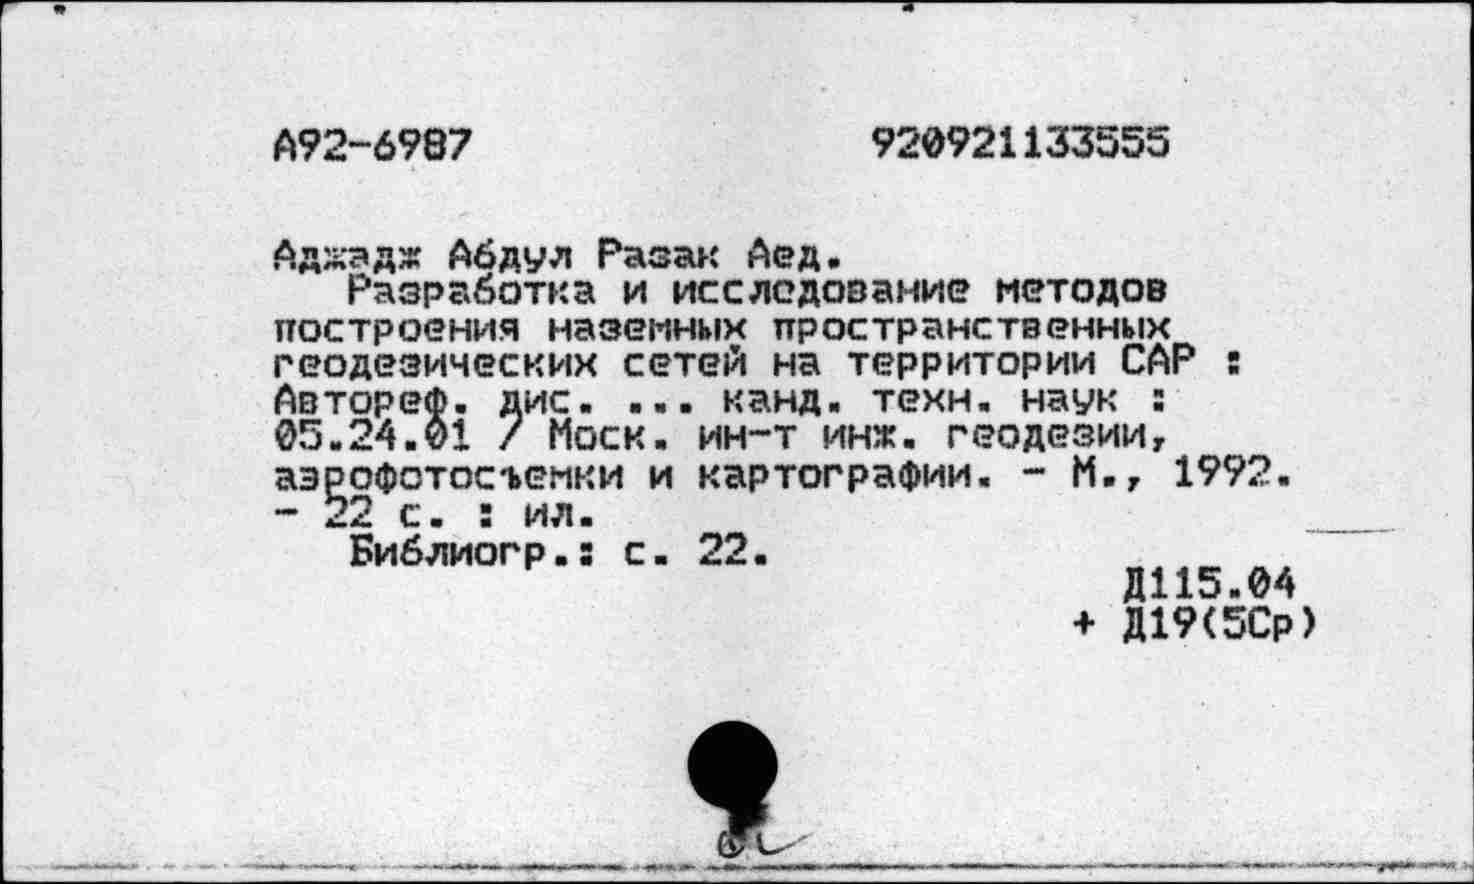 А92-6987 920921133555
Аджадж Абдул Разак Аед.
Разработка и исследование методов
построения наземных пространственных
геодезических сетей на территории САР :
Автореф. дис. ... канд. техн. наук :
05.24.01 / Моск. ин-т инж. геодезии,
аэрофотосъемки и картографии. - М., 1992.
- 22 с. : ил.
Библиогр.: с. 22.
Д115.04
+ Д19(5Ср)